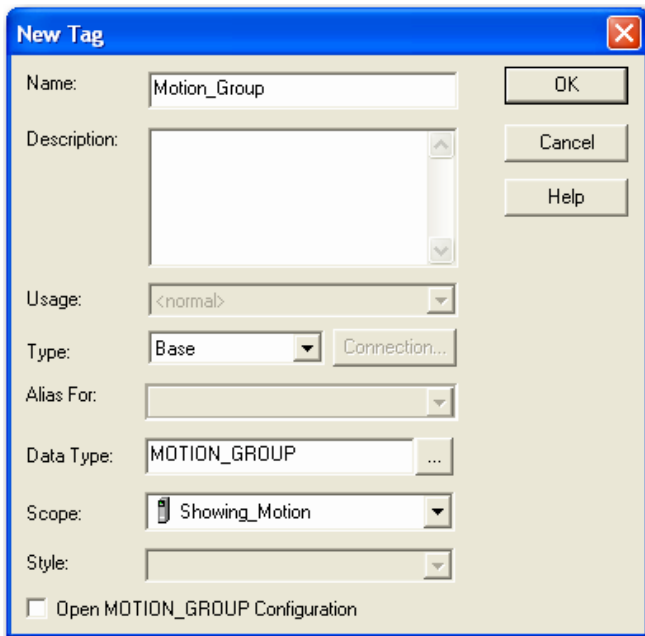 New Tag
Name: Motion_Group OK
Description: Cancel
Help
Usage: <normal>
Type: Base Connection...
Alias For:
Data Type: MOTION_GROUP ...
Scope: Showing_Motion
Style:
Open MOTION_GROUP Configuration